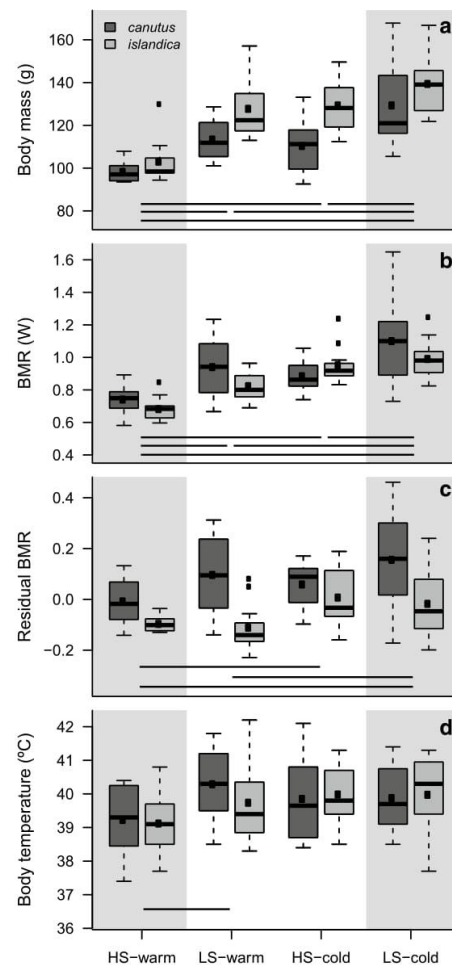 a
canutus
islandica
Body mass (g)
160
140
120
100
80
b
BMR (W)
1.6
1.4
1.2
1.0
0.8
0.6
0.4
c
Residual BMR
0.4
0.2
0.0
−0.2
d
Body temperature (ºC)
42
41
40
39
38
37
36
HS−warm LS−warm HS−cold LS−cold